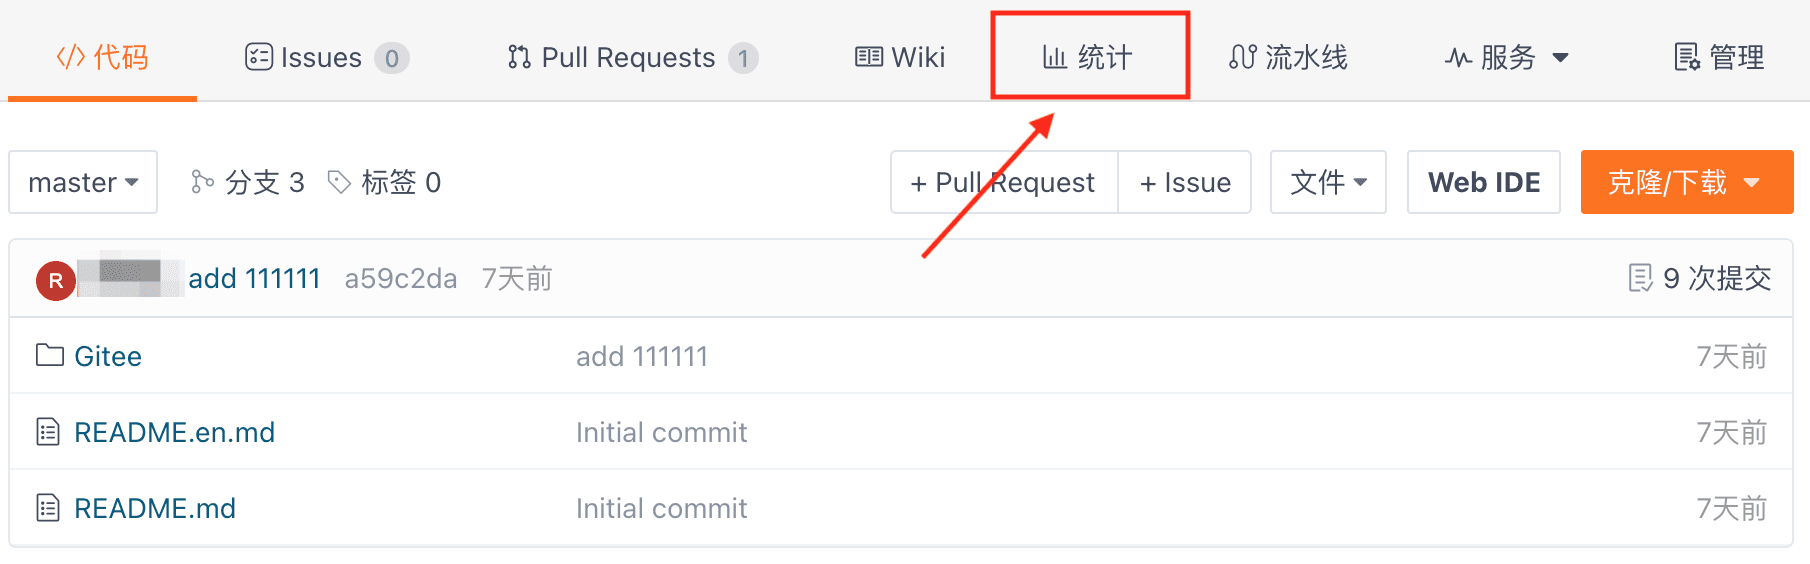 代码 Issues 0 Pull Requests 1 Wiki 统计 流水线 服务 管理
master 分支 3 标签 0 + Pull Request + Issue 文件 Web IDE 克隆/下载
R add 111111 a59c2da 7天前 9 次提交
Gitee add 111111 7天前
README.en.md Initial commit 7天前
README.md Initial commit 7天前